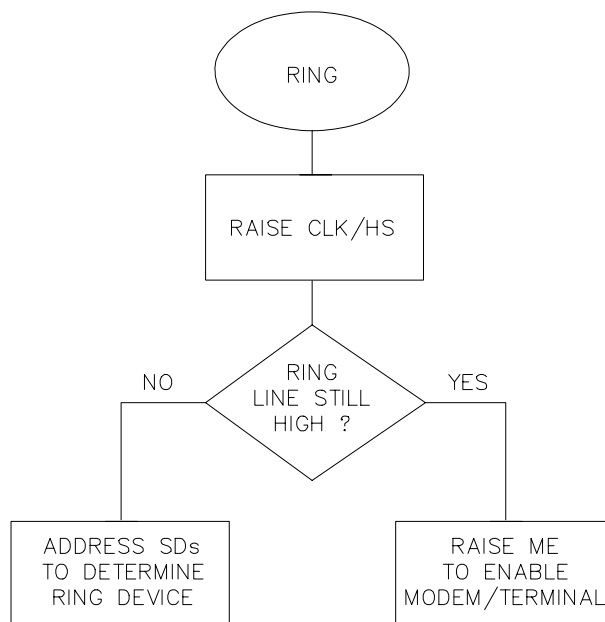 RING
RAISE CLK/HS
RING
LINE STILL
HIGH ?
NO
YES
ADDRESS SDs
TO DETERMINE
RING DEVICE
RAISE ME
TO ENABLE
MODEM/TERMINAL